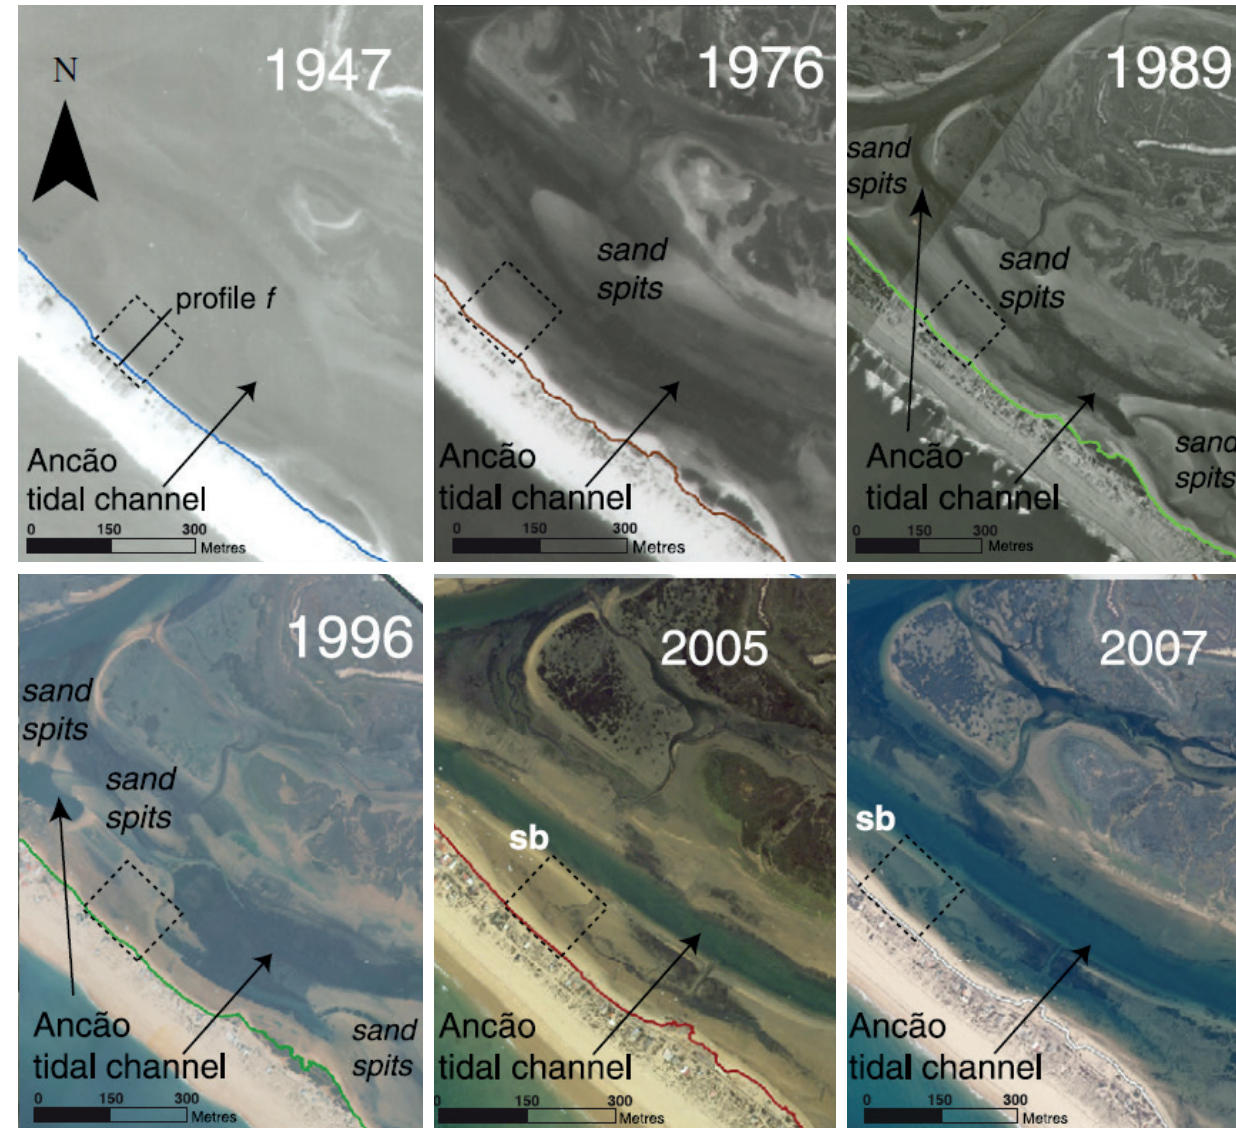 1947
N
profile f
Ancão
tidal channel
0 150 300
Metres
1976
sand
spits
Ancão
tidal channel
0 150 300
Metres
1989
sand
spits
sand
spits
Ancão
tidal channel
sand
spits
0 150 300
Metres
1996
sand
spits
sand
spits
Ancão
tidal channel
sand
spits
0 150 300
Metres
2005
sb
Ancão
tidal channel
0 150 300
Metres
2007
sb
Ancão
tidal channel
0 150 300
Metres